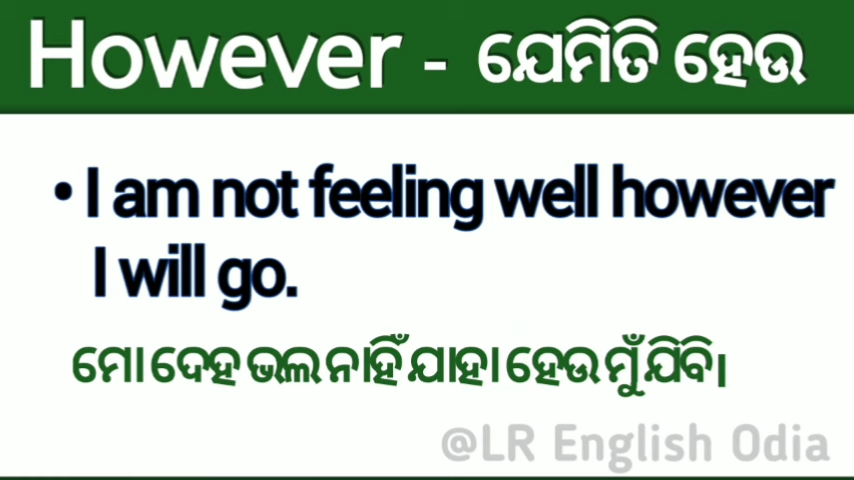 However - ଯେମିତି ହେଉ
• I am not feeling well however
I will go.
ମୋ ଦେହ ଭଲ ନାହିଁ ଯାହା ହେଉ ମୁଁ ଯିବି।
@LR English Odia